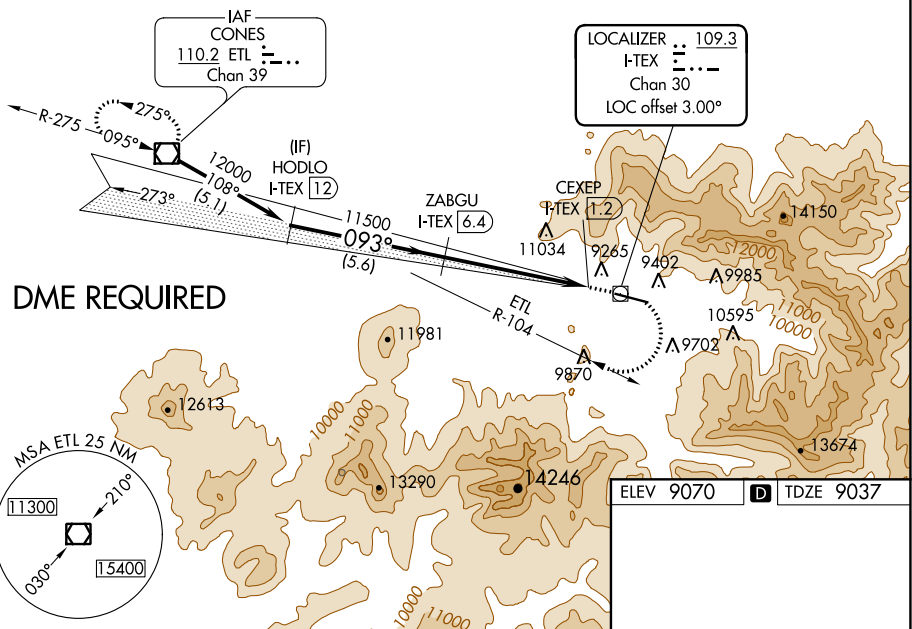 IAF
CONES
110.2 ETL
Chan 39
LOCALIZER 109.3
I-TEX
Chan 30
LOC offset 3.00°
R-275
095°
275°
12000
108°
(5.1)
(IF)
HODLO
I-TEX 12
273°
11500
093°
(5.6)
ZABGU
I-TEX 6.4
CEXEP
I-TEX 1.2
11034
9265
9402
9985
14150
12000
11000
10000
10595
9702
9870
ETL
R-104
DME REQUIRED
11981
12613
10000
11000
13290
14246
13674
MSA ETL 25 NM
210°
11300
030°
15400
10000
11000
ELEV 9070 D TDZE 9037